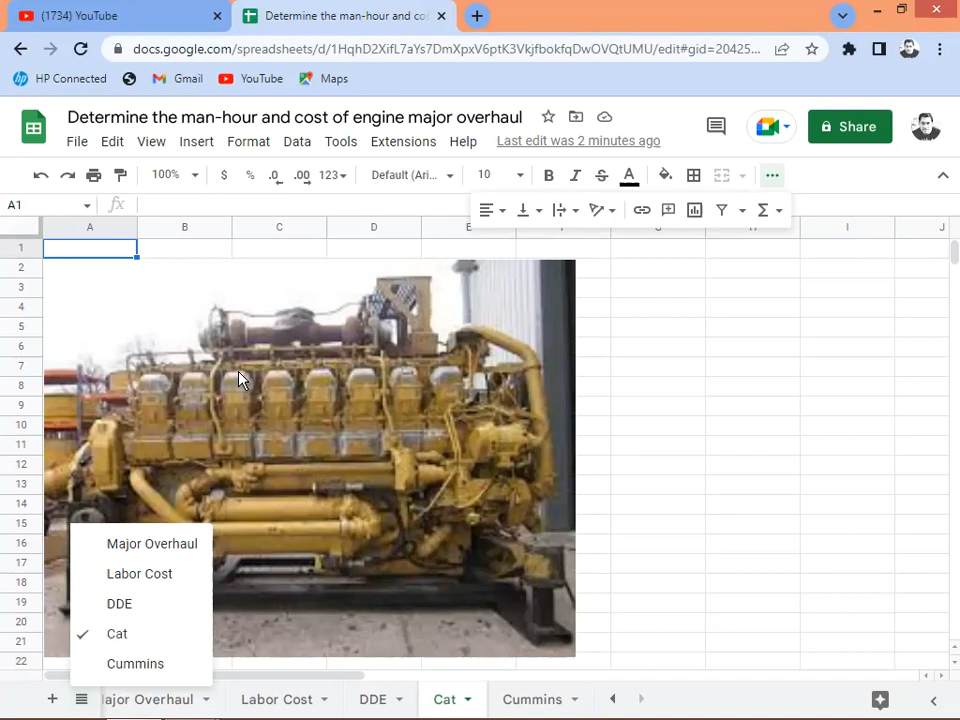 (1734) YouTube
Determine the man-hour and co
docs.google.com/spreadsheets/d/1HqhD2XifL7aYs7DmXpxV6ptK3VkjfbokfqDwOVQtUMU/edit#gid=20425...
HP Connected
Gmail
YouTube
Maps
Determine the man-hour and cost of engine major overhaul
File Edit View Insert Format Data Tools Extensions Help Last edit was 2 minutes ago
Share
100% $ % .0 .00 123 Default (Ari... 10 B I S A
A1 fx
A B C D E F G H I J
1
2
3
4
5
6
7
8
9
10
11
12
13
14
15
16
17
18
19
20
21
22
Major Overhaul
Labor Cost
DDE
Cat
Cummins
ajor Overhaul Labor Cost DDE Cat Cummins